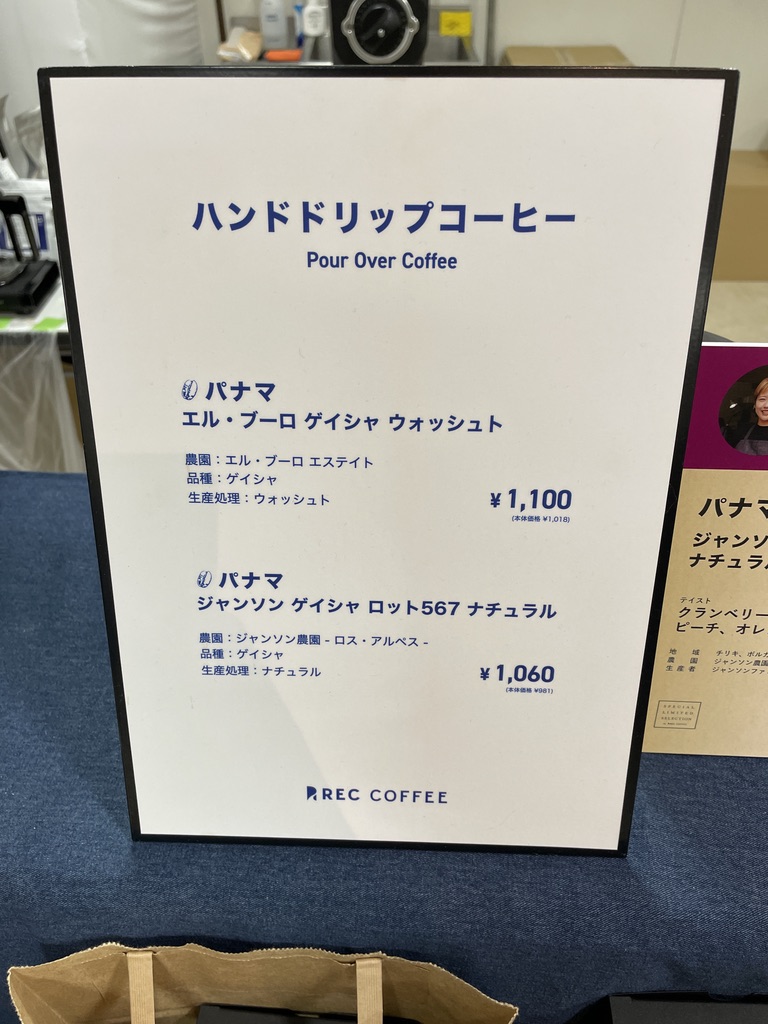 ハンドドリップコーヒー
Pour Over Coffee
パナマ
エル・ブーロ ゲイシャ ウォッシュト
農園：エル・ブーロ エステイト
品種：ゲイシャ
生産処理：ウォッシュト
¥1,100
(本体価格 ¥1,018)
パナマ
ジャンソン ゲイシャ ロット567 ナチュラル
農園：ジャンソン農園 - ロス・アルペス -
品種：ゲイシャ
生産処理：ナチュラル
¥1,060
(本体価格 ¥981)
REC COFFEE
パナマ
ジャンソ
ナチュラル
テイスト
クランベリー
ピーチ、オレ
地域 チリキ、ボルカ
農園 ジャンソン農園
生産者 ジャンソンファ
SPECIAL
LIMITED
SELECTION